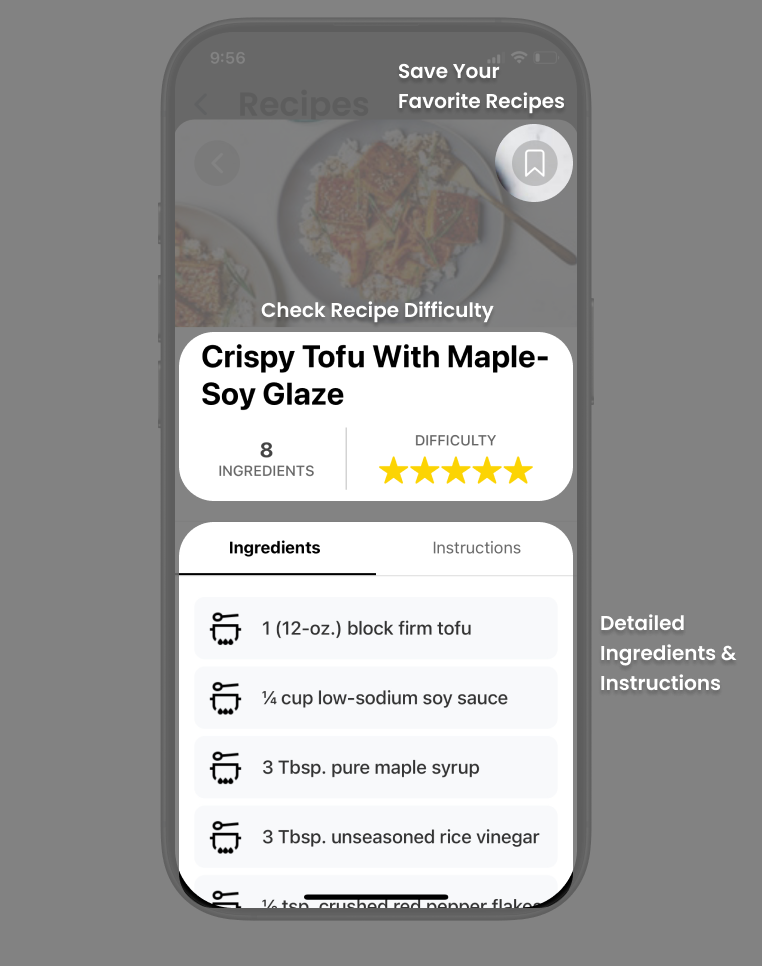 9:56
Save Your
Recipes
Favorite Recipes
Check Recipe Difficulty
Crispy Tofu With Maple-
Soy Glaze
8
INGREDIENTS
DIFFICULTY
Ingredients
Instructions
1 (12-oz.) block firm tofu
¼ cup low-sodium soy sauce
Detailed
Ingredients &
Instructions
3 Tbsp. pure maple syrup
3 Tbsp. unseasoned rice vinegar
tsp. crushed red pepper flakes